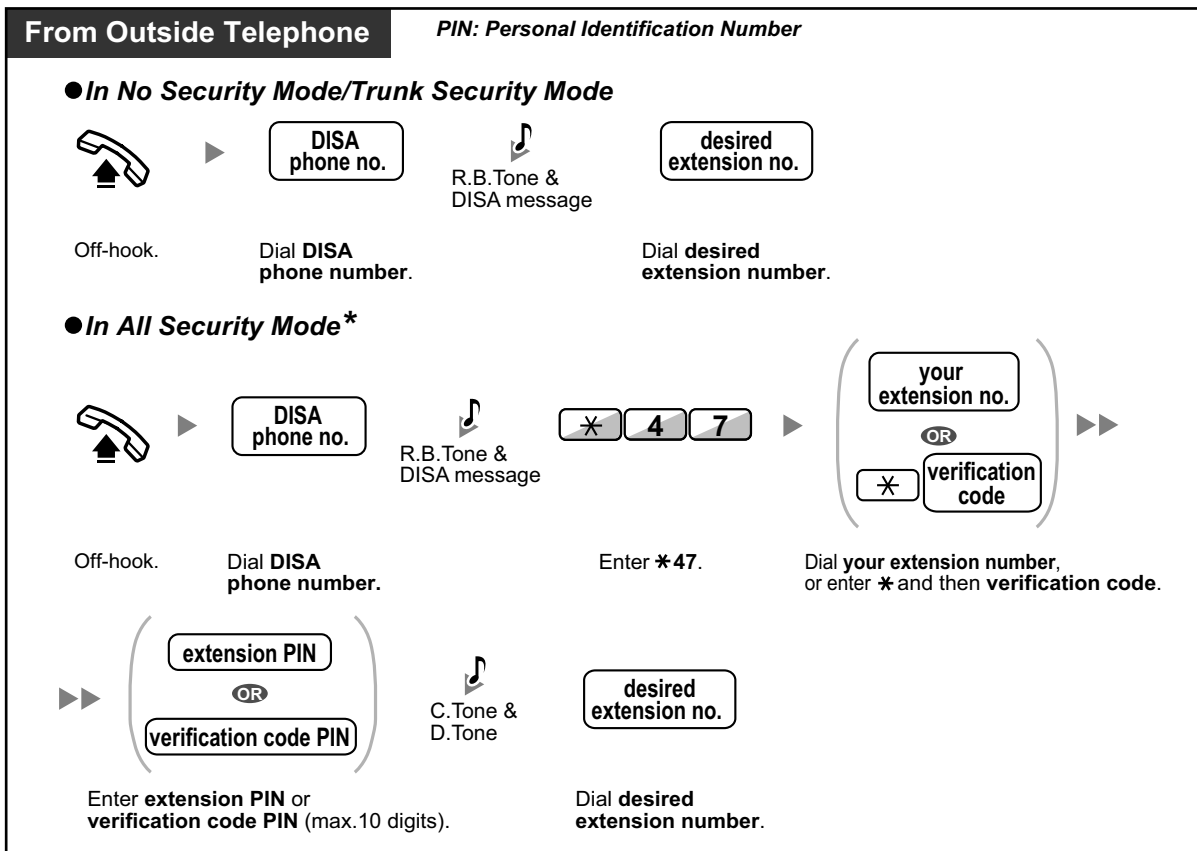 From Outside Telephone
PIN: Personal Identification Number
●In No Security Mode/Trunk Security Mode
DISA
phone no.
R.B.Tone &
DISA message
desired
extension no.
Off-hook.
Dial DISA
phone number.
Dial desired
extension number.
●In All Security Mode*
DISA
phone no.
R.B.Tone &
DISA message
* 4 7
your
extension no.
OR
* verification
code
Off-hook.
Dial DISA
phone number.
Enter *47.
Dial your extension number,
or enter * and then verification code.
extension PIN
OR
verification code PIN
C.Tone &
D.Tone
desired
extension no.
Enter extension PIN or
verification code PIN (max.10 digits).
Dial desired
extension number.